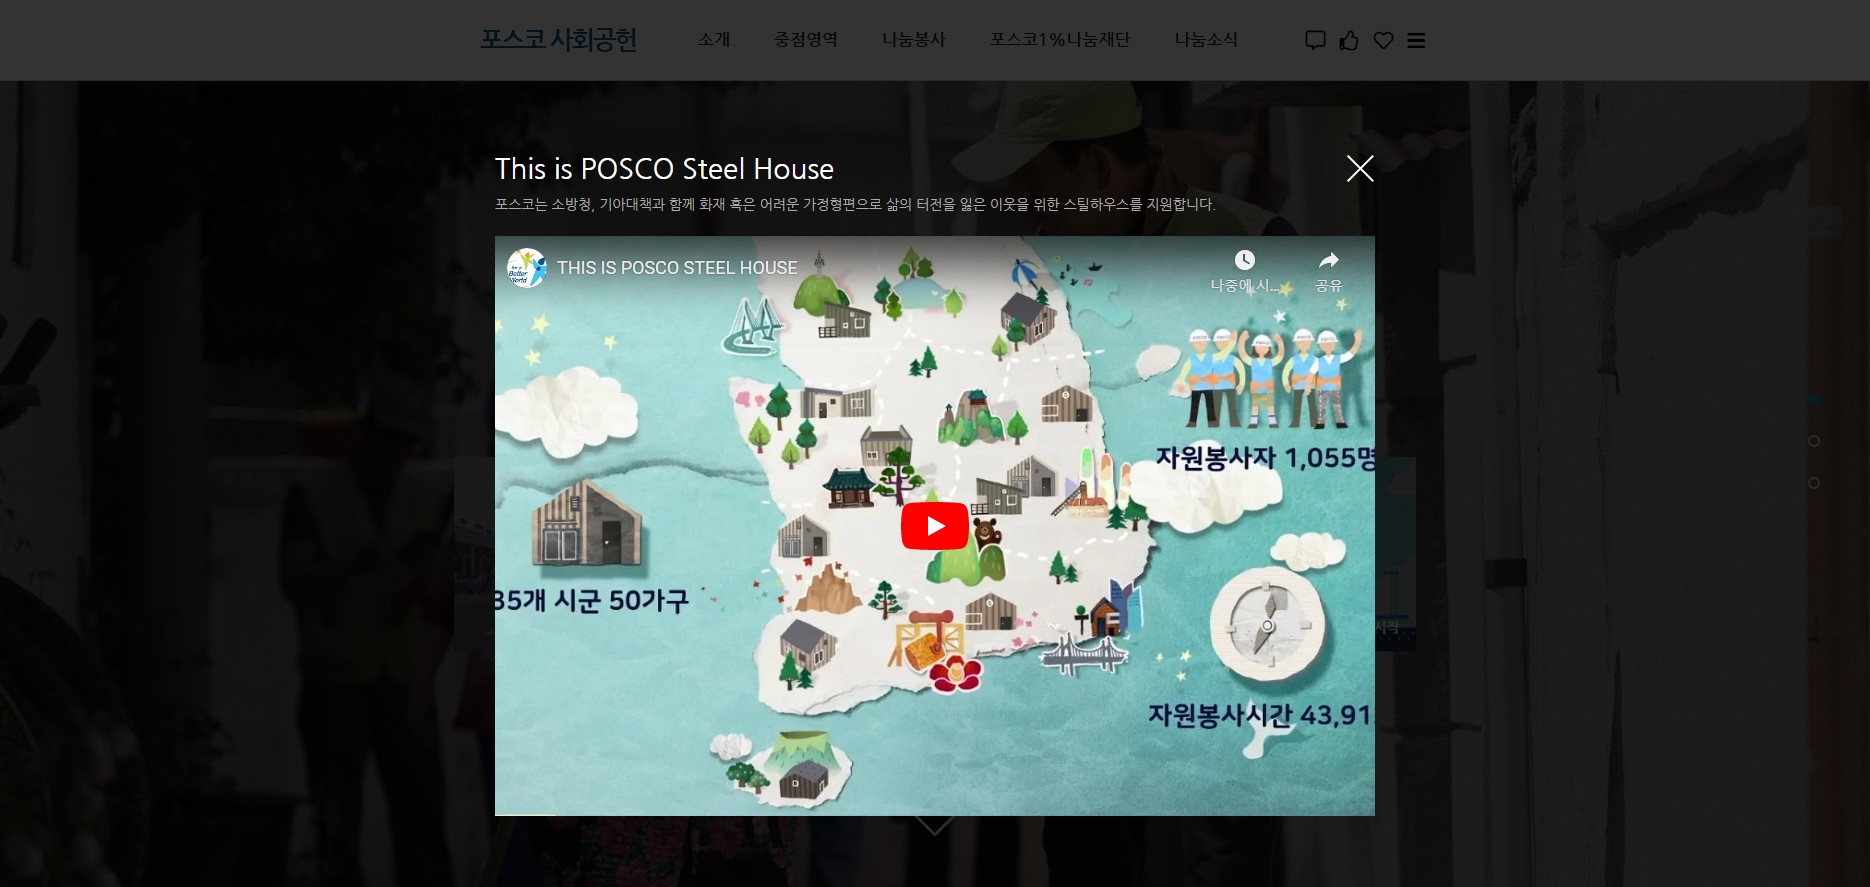 포스코 사회공헌 소개 중점영역 나눔봉사 포스코1%나눔재단 나눔소식
This is POSCO Steel House
포스코는 소방청, 기아대책과 함께 화재 혹은 어려운 가정형편으로 삶의 터전을 잃은 이웃을 위한 스틸하우스를 지원합니다.
for a Better World
THIS IS POSCO STEEL HOUSE
나중에 시...
공유
자원봉사자 1,055명
35개 시군 50가구
시작
자원봉사시간 43,91